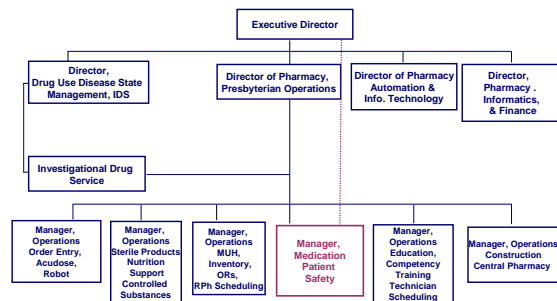 Executive Director
Director,
Drug Use Disease State
Management, IDS
Director of Pharmacy,
Presbyterian Operations
Director of Pharmacy
Automation &
Info. Technology
Director,
Pharmacy .
Informatics,
& Finance
Investigational Drug
Service
Manager,
Operations
Order Entry,
Acudose,
Robot
Manager,
Operations
Sterile Products
Nutrition
Support
Controlled
Substances
Manager,
Operations
MUH,
Inventory,
ORs,
RPh Scheduling
Manager,
Medication
Patient
Safety
Manager,
Operations
Education,
Competency
Training
Technician
Scheduling
Manager, Operations
Construction
Central Pharmacy